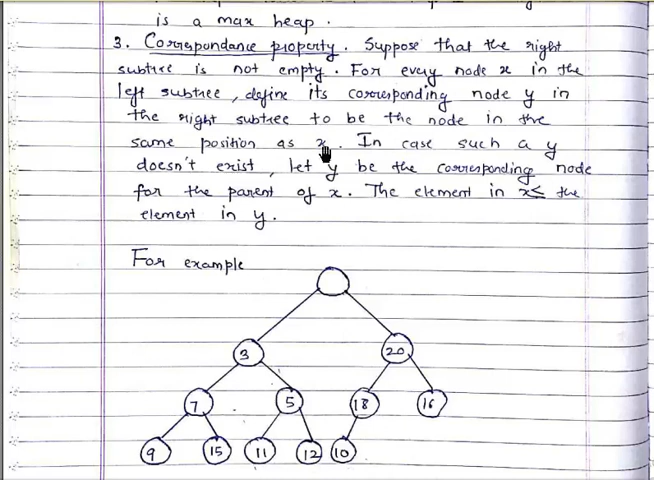 is a max heap.
3. Correspondance property. Suppose that the right
subtree is not empty. For every node x in the
left subtree, define its corresponding node y in
the right subtree to be the node in the
same position as x. In case such a y
doesn't exist, let y be the corresponding node
for the parent of x. The element in x ≤ the
element in y.
For example
3 20
7 5 18 16
9 15 11 12 10